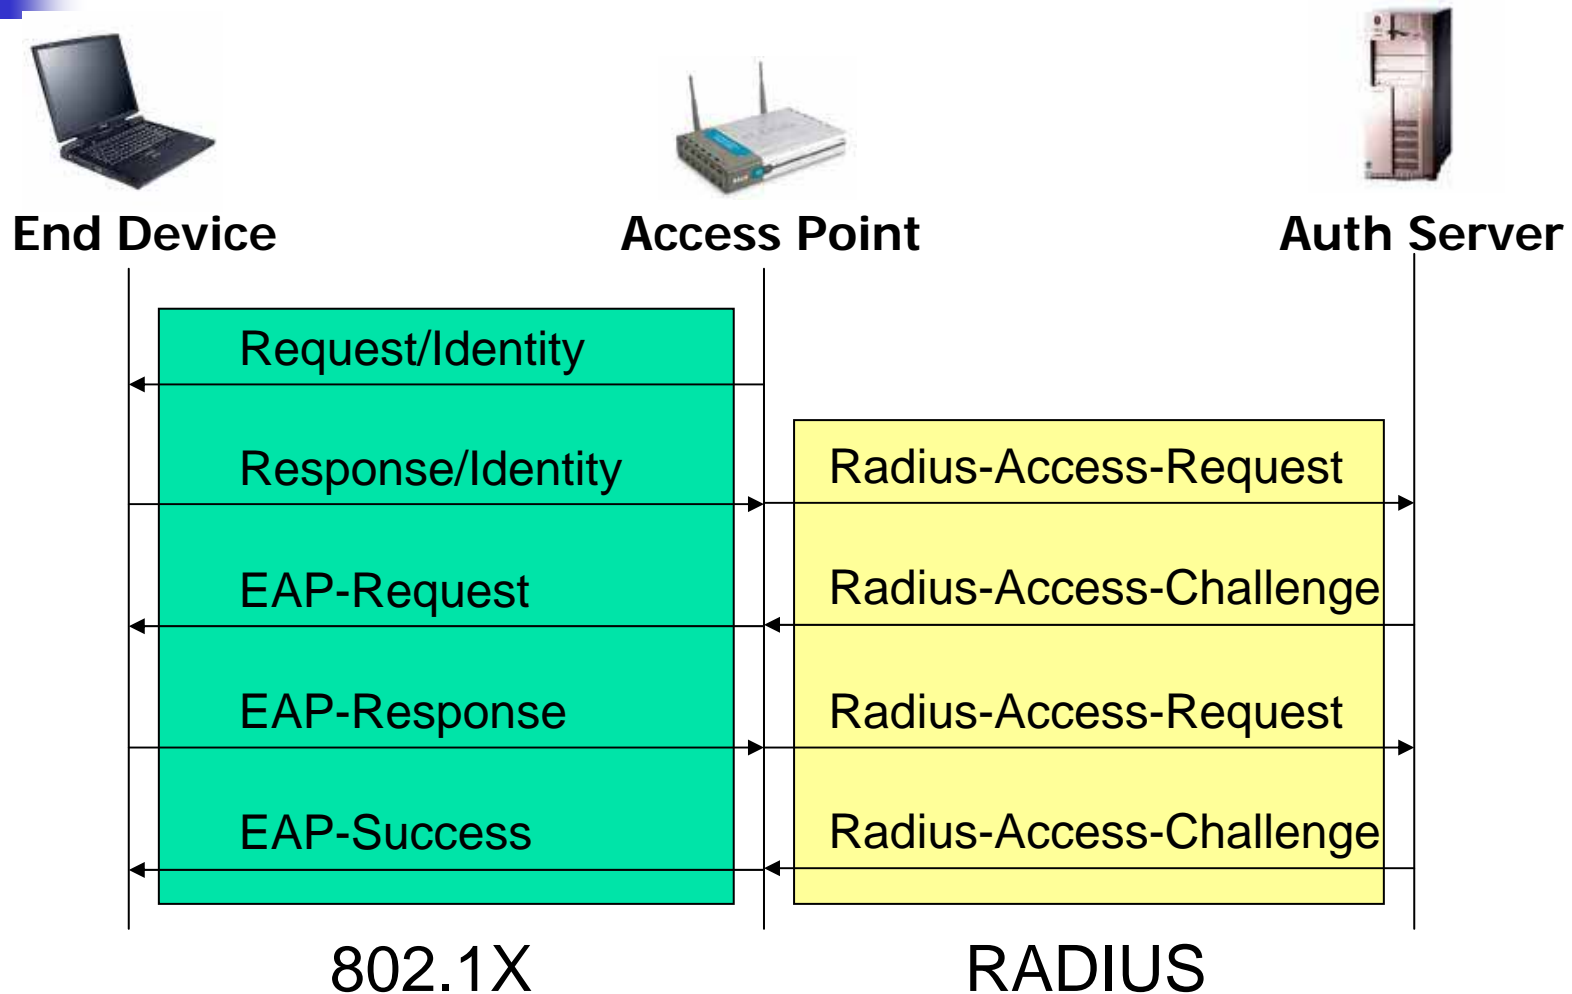 End Device
Access Point
Auth Server
Request/Identity
Response/Identity
Radius-Access-Request
EAP-Request
Radius-Access-Challenge
EAP-Response
Radius-Access-Request
EAP-Success
Radius-Access-Challenge
802.1X
RADIUS